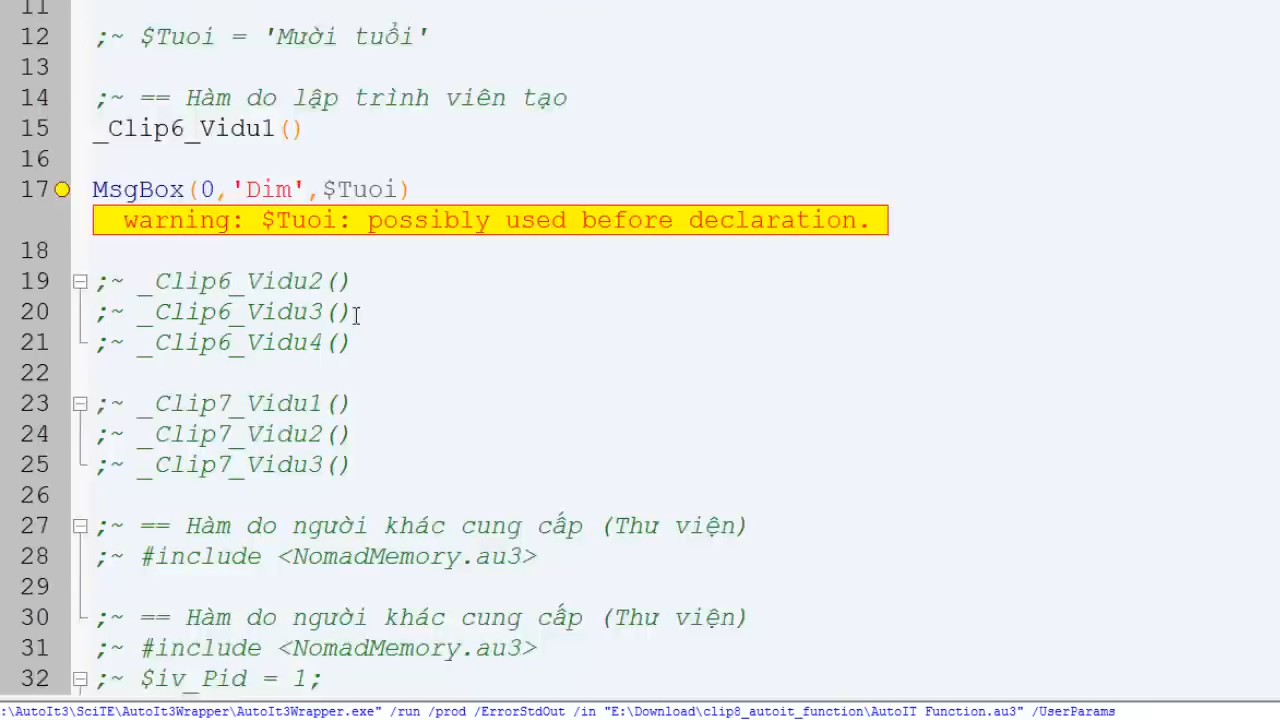 11
12 ;~ $Tuoi = 'Mười tuổi'
13
14 ;~ == Hàm do lập trình viên tạo
15 _Clip6_Vidu1()
16
17 MsgBox(0,'Dim',$Tuoi)
warning: $Tuoi: possibly used before declaration.
18
19 ;~ _Clip6_Vidu2()
20 ;~ _Clip6_Vidu3()
21 ;~ _Clip6_Vidu4()
22
23 ;~ _Clip7_Vidu1()
24 ;~ _Clip7_Vidu2()
25 ;~ _Clip7_Vidu3()
26
27 ;~ == Hàm do người khác cung cấp (Thư viện)
28 ;~ #include <NomadMemory.au3>
29
30 ;~ == Hàm do người khác cung cấp (Thư viện)
31 ;~ #include <NomadMemory.au3>
32 ;~ $iv_Pid = 1;
:\AutoIt3\SciTE\AutoIt3Wrapper\AutoIt3Wrapper.exe" /run /prod /ErrorStdOut /in "E:\Download\clip8_autoit_function\AutoIT Function.au3" /UserParams